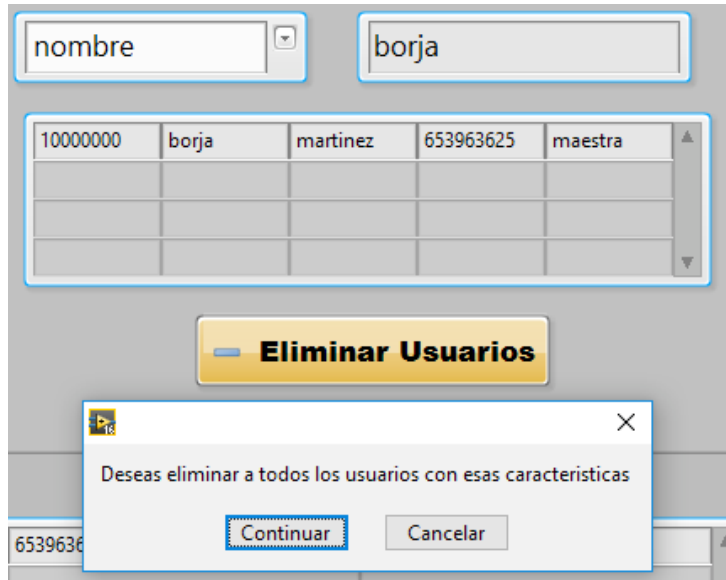 nombre
borja
10000000 borja martinez 653963625 maestra
Eliminar Usuarios
Deseas eliminar a todos los usuarios con esas caracteristicas
Continuar Cancelar